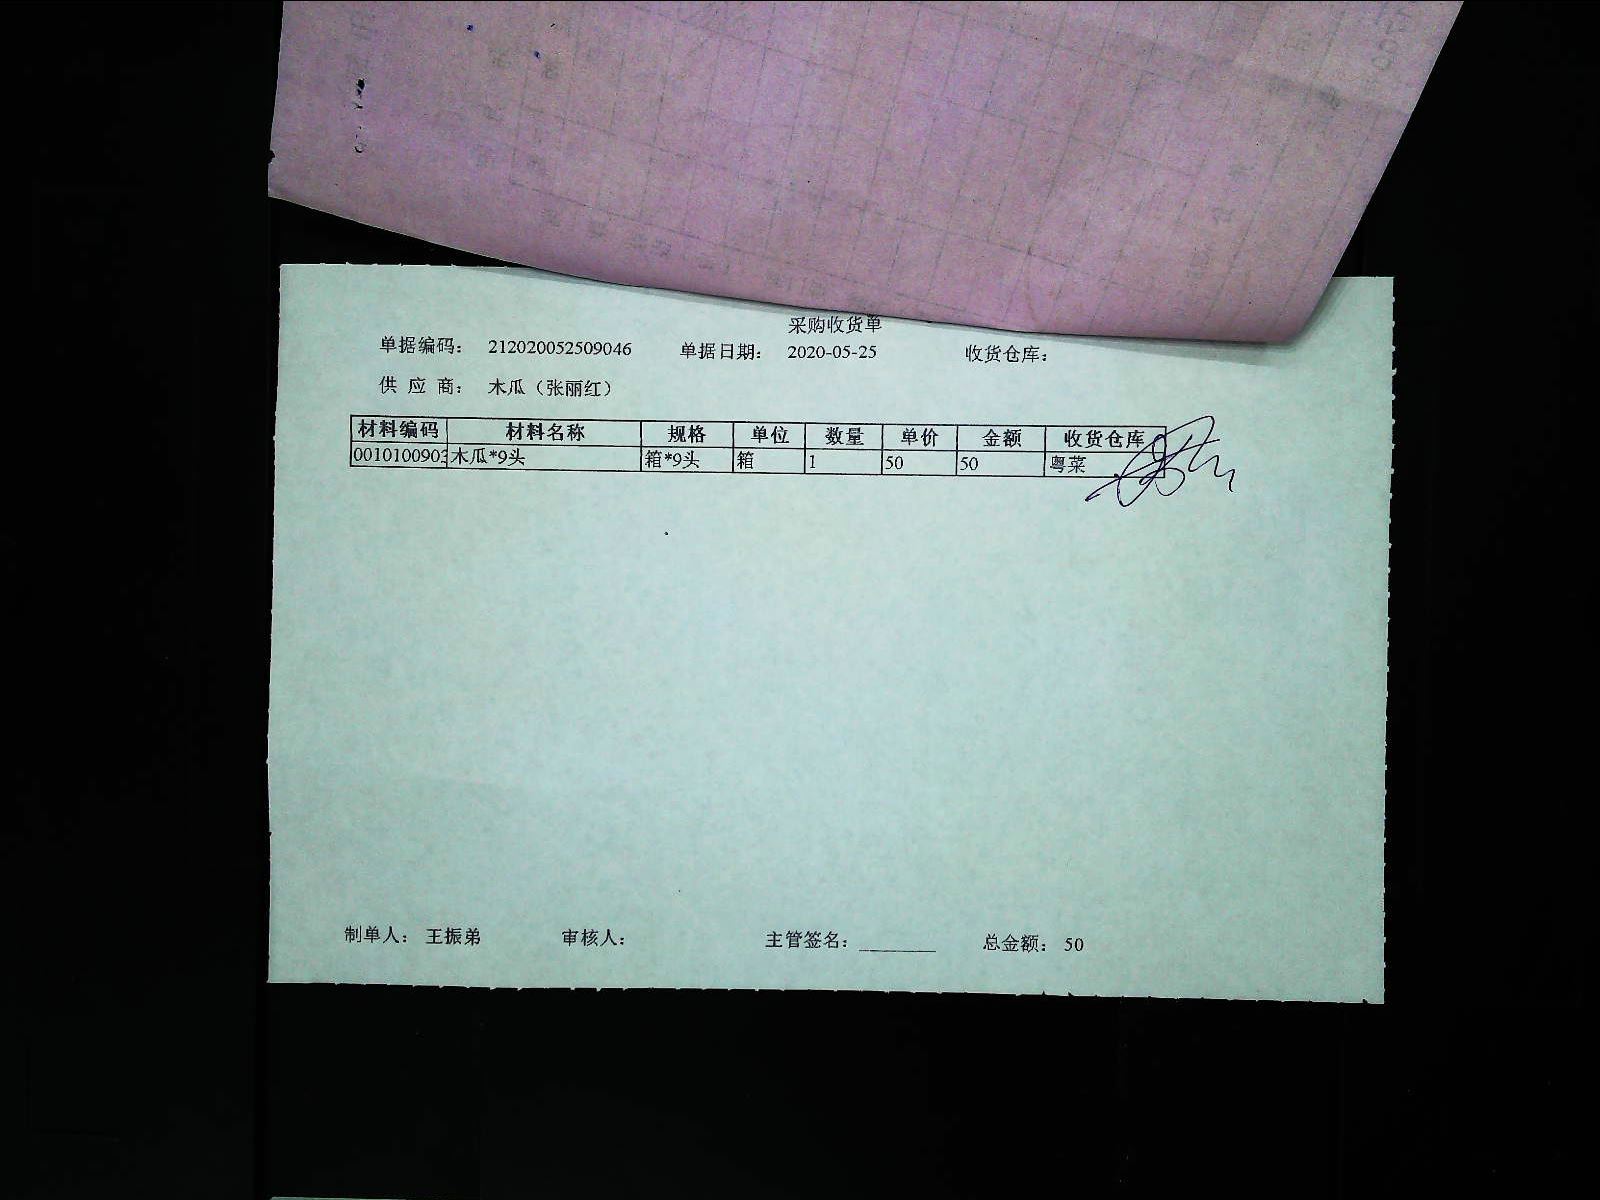 采购收货单
单据编码： 212020052509046 单据日期： 2020-05-25 收货仓库：
供 应 商： 木瓜（张丽红）
材料编码 材料名称 规格 单位 数量 单价 金额 收货仓库
0010100903 木瓜*9头 箱*9头 箱 1 50 50 粤菜
制单人： 王振弟 审核人： 主管签名：________ 总金额： 50